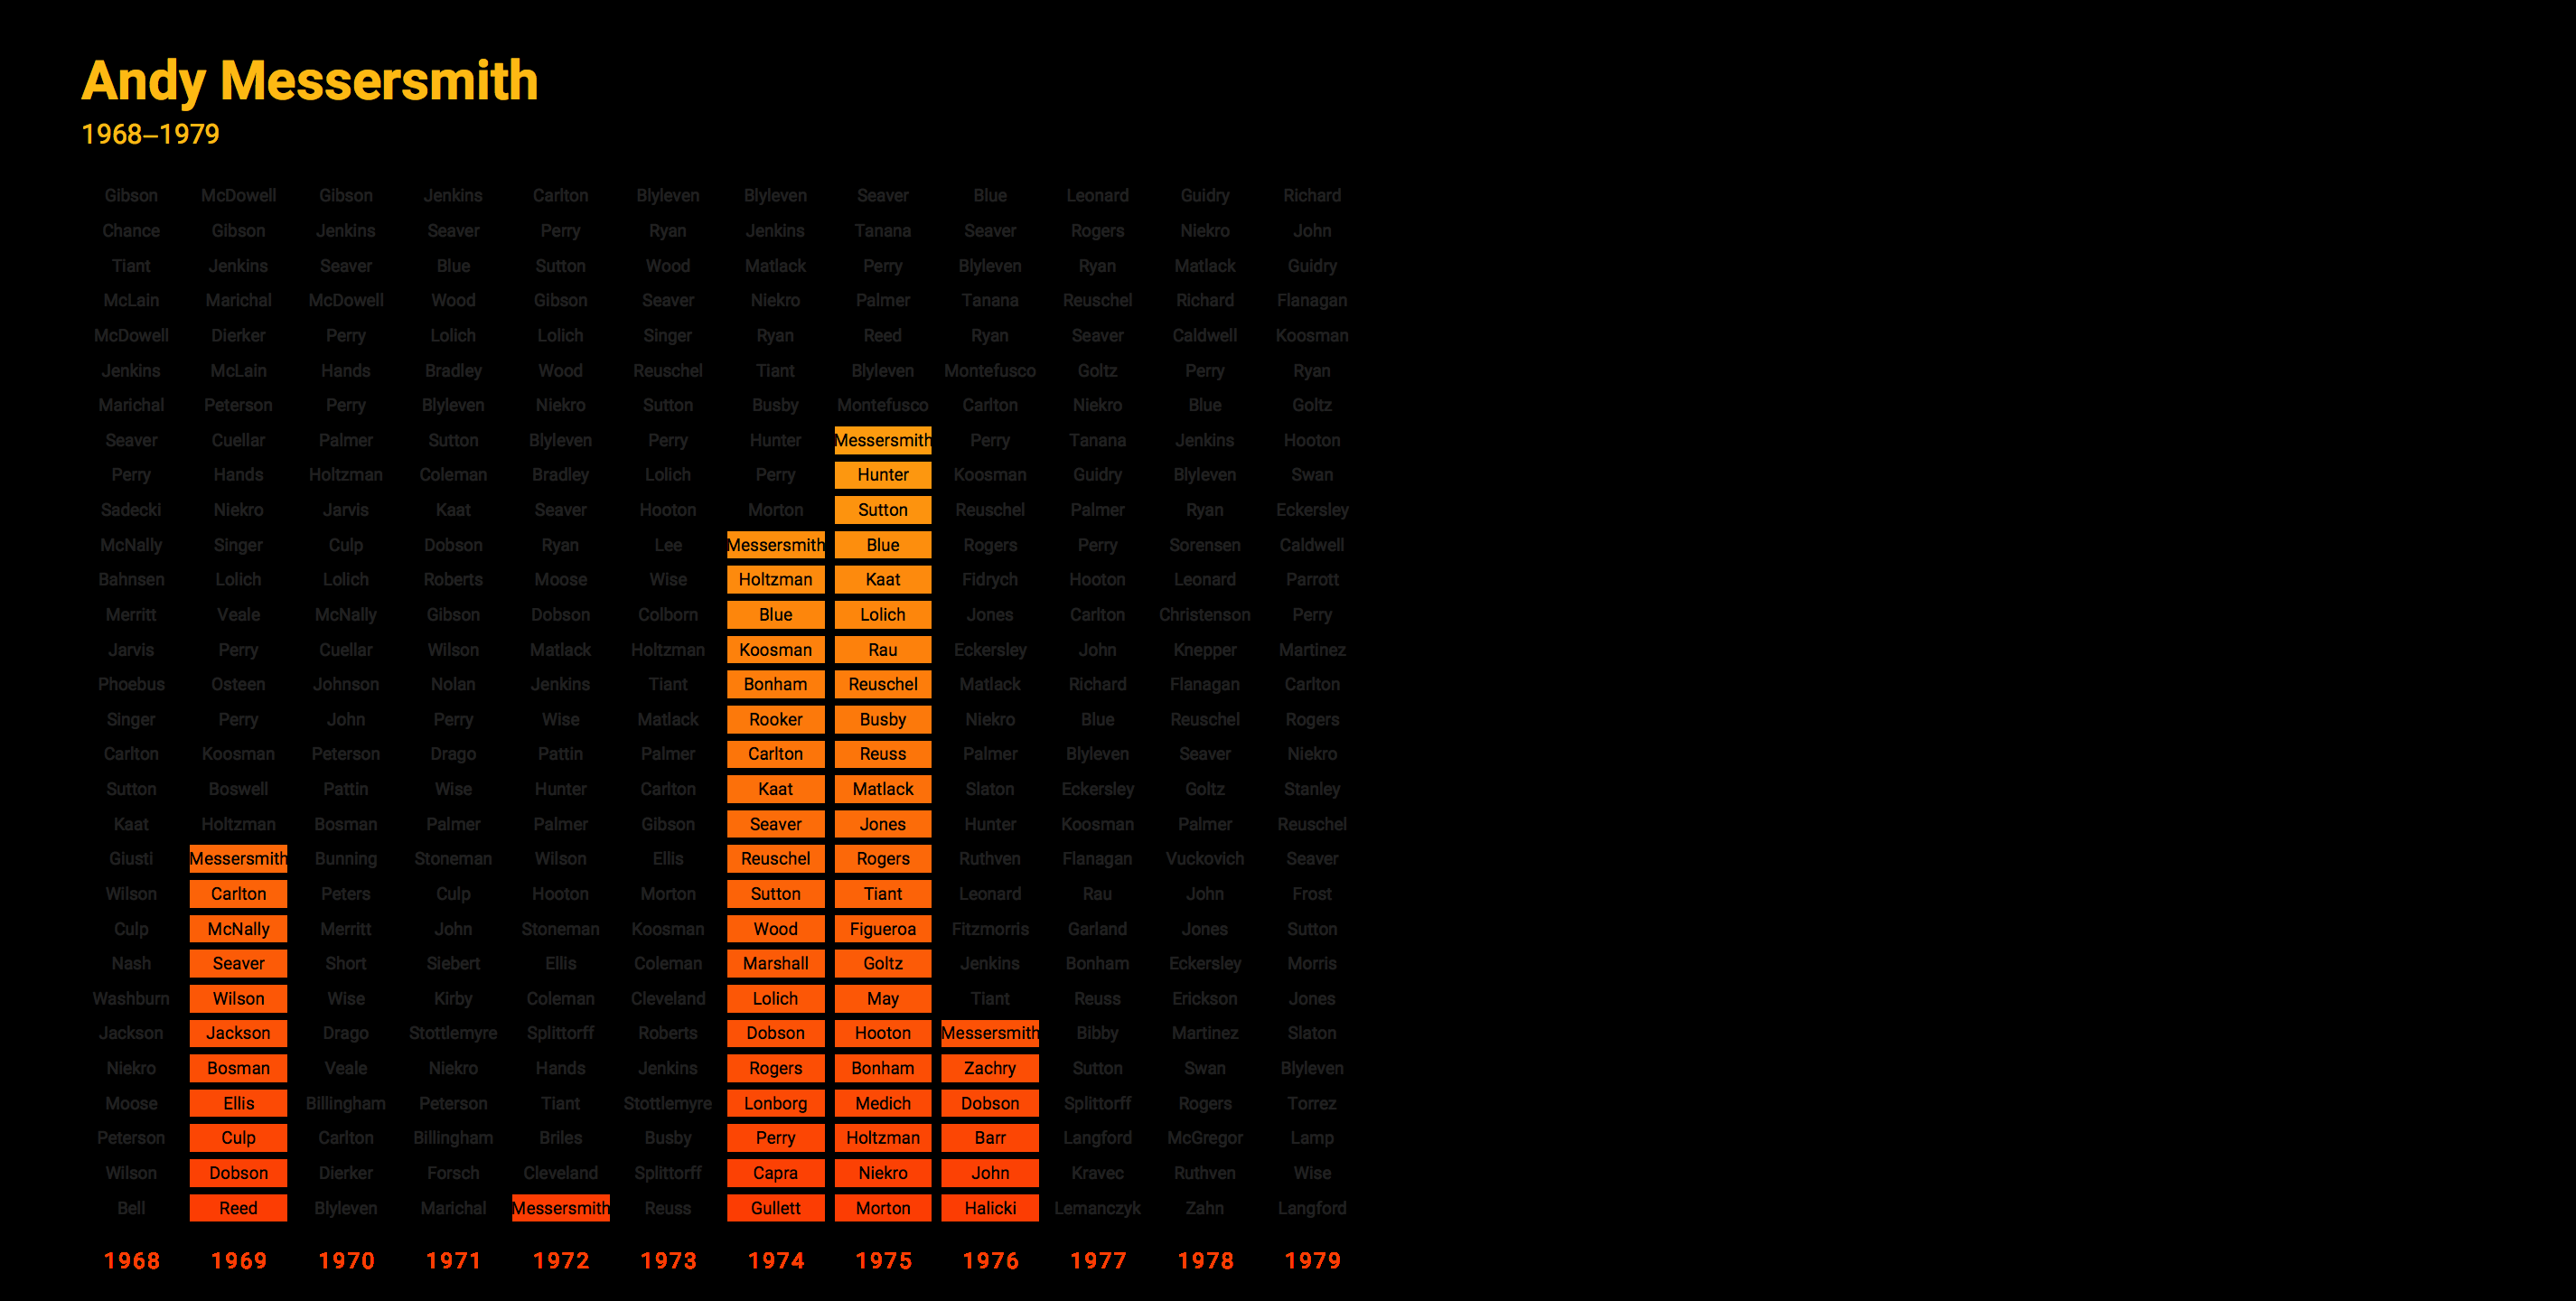 Andy Messersmith
1968–1979
Gibson McDowell Gibson Jenkins Carlton Blyleven Blyleven Seaver Blue Leonard Guidry Richard
Chance Gibson Jenkins Seaver Perry Ryan Jenkins Tanana Seaver Rogers Niekro John
Tiant Jenkins Seaver Blue Sutton Wood Matlack Perry Blyleven Ryan Matlack Guidry
McLain Marichal McDowell Wood Gibson Seaver Niekro Palmer Tanana Reuschel Richard Flanagan
McDowell Dierker Perry Lolich Lolich Singer Ryan Reed Ryan Seaver Caldwell Koosman
Jenkins McLain Hands Bradley Wood Reuschel Tiant Blyleven Montefusco Goltz Perry Ryan
Marichal Peterson Perry Blyleven Niekro Sutton Busby Montefusco Carlton Niekro Blue Goltz
Seaver Cuellar Palmer Sutton Blyleven Perry Hunter Messersmith Perry Tanana Jenkins Hooton
Perry Hands Holtzman Coleman Bradley Lolich Perry Hunter Koosman Guidry Blyleven Swan
Sadecki Niekro Jarvis Kaat Seaver Hooton Morton Sutton Reuschel Palmer Ryan Eckersley
McNally Singer Culp Dobson Ryan Lee Messersmith Blue Rogers Perry Sorensen Caldwell
Bahnsen Lolich Lolich Roberts Moose Wise Holtzman Kaat Fidrych Hooton Leonard Parrott
Merritt Veale McNally Gibson Dobson Colborn Blue Lolich Jones Carlton Christenson Perry
Jarvis Perry Cuellar Wilson Matlack Holtzman Koosman Rau Eckersley John Knepper Martinez
Phoebus Osteen Johnson Nolan Jenkins Tiant Bonham Reuschel Matlack Richard Flanagan Carlton
Singer Perry John Perry Wise Matlack Rooker Busby Niekro Blue Reuschel Rogers
Carlton Koosman Peterson Drago Pattin Palmer Carlton Reuss Palmer Blyleven Seaver Niekro
Sutton Boswell Pattin Wise Hunter Carlton Kaat Matlack Slaton Eckersley Goltz Stanley
Kaat Holtzman Bosman Palmer Palmer Gibson Seaver Jones Hunter Koosman Palmer Reuschel
Giusti Messersmith Bunning Stoneman Wilson Ellis Reuschel Rogers Ruthven Flanagan Vuckovich Seaver
Wilson Carlton Peters Culp Hooton Morton Sutton Tiant Leonard Rau John Frost
Culp McNally Merritt John Stoneman Koosman Wood Figueroa Fitzmorris Garland Jones Sutton
Nash Seaver Short Siebert Ellis Coleman Marshall Goltz Jenkins Bonham Eckersley Morris
Washburn Wilson Wise Kirby Coleman Cleveland Lolich May Tiant Reuss Erickson Jones
Jackson Jackson Drago Stottlemyre Splittorff Roberts Dobson Hooton Messersmith Bibby Martinez Slaton
Niekro Bosman Veale Niekro Hands Jenkins Rogers Bonham Zachry Sutton Swan Blyleven
Moose Ellis Billingham Peterson Tiant Stottlemyre Lonborg Medich Dobson Splittorff Rogers Torrez
Peterson Culp Carlton Billingham Briles Busby Perry Holtzman Barr Langford McGregor Lamp
Wilson Dobson Dierker Forsch Cleveland Splittorff Capra Niekro John Kravec Ruthven Wise
Bell Reed Blyleven Marichal Messersmith Reuss Gullett Morton Halicki Lemanczyk Zahn Langford
1968 1969 1970 1971 1972 1973 1974 1975 1976 1977 1978 1979